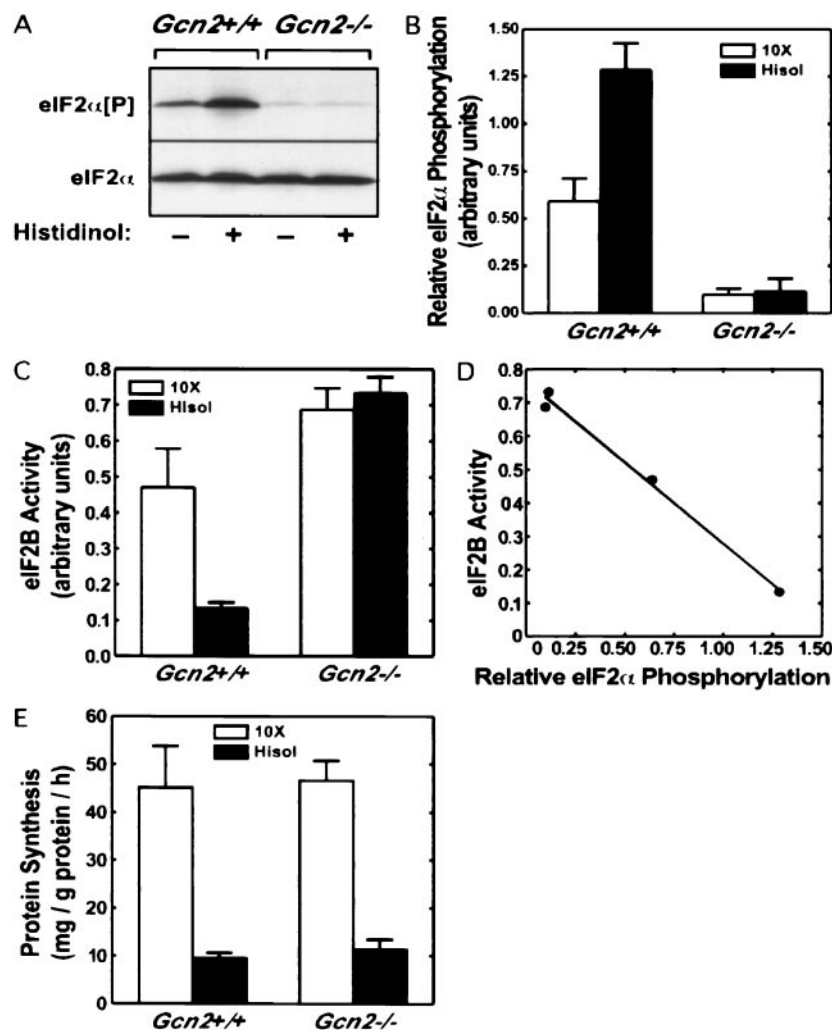 A
Gcn2+/+ Gcn2-/-
eIF2α[P]
eIF2α
Histidinol: − + − +
B
Relative eIF2α Phosphorylation
(arbitrary units)
1.50
1.25
1.00
0.75
0.50
0.25
0.00
10X
Hisol
Gcn2+/+ Gcn2-/-
C
eIF2B Activity
(arbitrary units)
0.8
0.7
0.6
0.5
0.4
0.3
0.2
0.1
0.0
10X
Hisol
Gcn2+/+ Gcn2-/-
D
eIF2B Activity
0.8
0.7
0.6
0.5
0.4
0.3
0.2
0.1
0
0 0.25 0.50 0.75 1.00 1.25 1.50
Relative eIF2α Phosphorylation
E
Protein Synthesis
(mg / g protein / h)
60
50
40
30
20
10
0
10X
Hisol
Gcn2+/+ Gcn2-/-